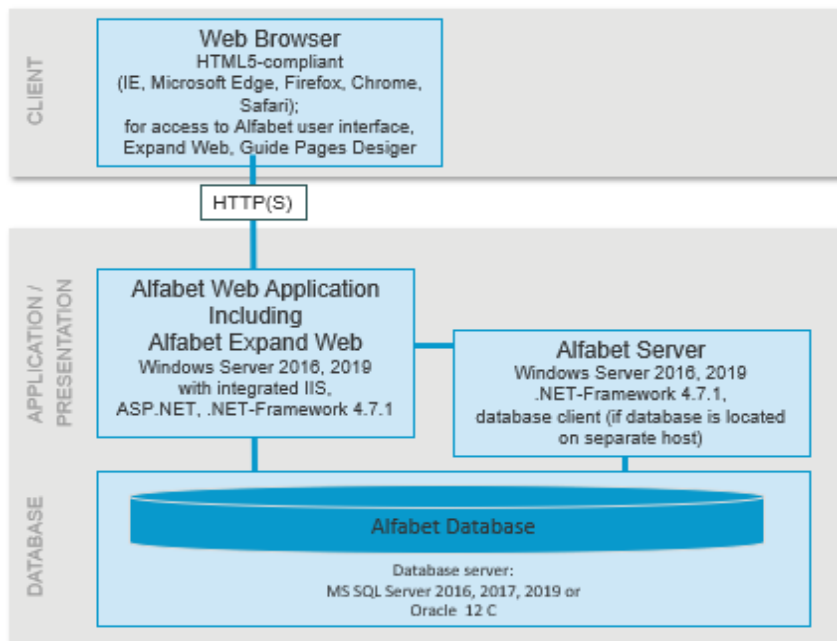 CLIENT
Web Browser
HTML5-compliant
(IE, Microsoft Edge, Firefox, Chrome,
Safari);
for access to Alfabet user interface,
Expand Web, Guide Pages Desiger
HTTP(S)
APPLICATION /
PRESENTATION
Alfabet Web Application
Including
Alfabet Expand Web
Windows Server 2016, 2019
with integrated IIS,
ASP.NET, .NET-Framework 4.7.1
Alfabet Server
Windows Server 2016, 2019
.NET-Framework 4.7.1,
database client (if database is located
on separate host)
DATABASE
Alfabet Database
Database server:
MS SQL Server 2016, 2017, 2019 or
Oracle 12 C